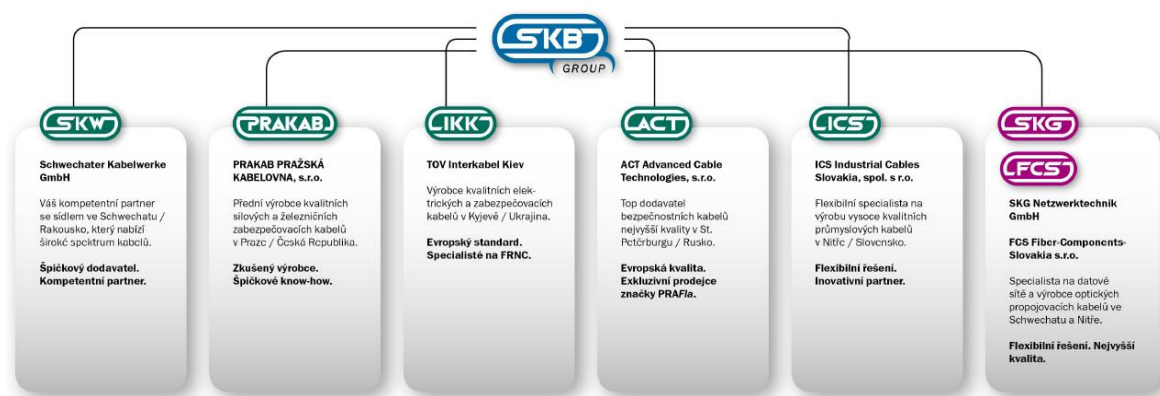 SKB
GROUP
SKW
Schwechater Kabelwerke
GmbH
Váš kompetentní partner
se sídlem ve Schwechatu /
Rakousko, který nabízí
široké spektrum kabelů.
Špičkový dodavatel.
Kompetentní partner.
PRAKAB
PRAKAB PRAŽSKÁ
KABELOVNA, s.r.o.
Přední výrobce kvalitních
silových a železničních
zabezpečovacích kabelů
v Praze / Česká Republika.
Zkušený výrobce.
Špičkové know-how.
IKK
TOV Interkabel Kiev
Výrobce kvalitních elek-
trických a zabezpečovacích
kabelů v Kyjevě / Ukrajina.
Evropský standard.
Specialisté na FRNC.
ACT
ACT Advanced Cable
Technologies, s.r.o.
Top dodavatel
bezpečnostních kabelů
nejvyšší kvality v St.
Petěrburgu / Rusko.
Evropská kvalita.
Exkluzivní prodejce
značky PRAFla.
ICS
ICS Industrial Cables
Slovakia, spol. s r.o.
Flexibilní specialista na
výrobu vysoce kvalitních
průmyslových kabelů
v Nitře / Slovensko.
Flexibilní řešení.
Inovativní partner.
SKG
FCS
SKG Netzwerktechnik
GmbH
FCS Fiber-Components-
Slovakia s.r.o.
Specialista na datové
sítě a výrobce optických
propojovacích kabelů ve
Schwechatu a Nitře.
Flexibilní řešení. Nejvyšší
kvalita.